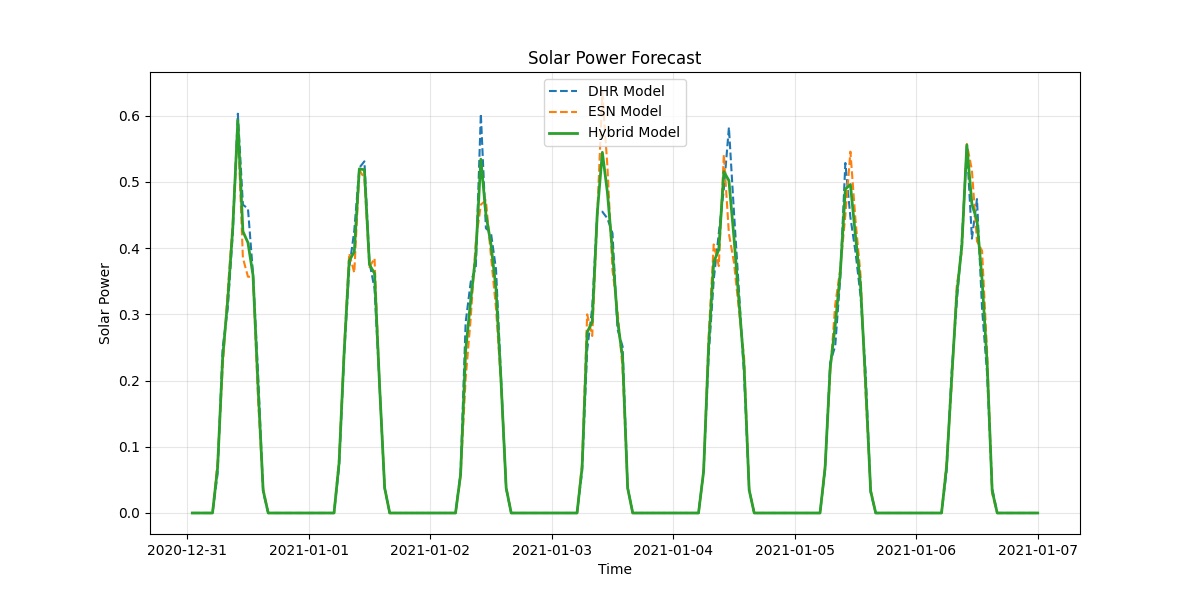 Solar Power Forecast
DHR Model
ESN Model
Hybrid Model
Solar Power
0.6
0.5
0.4
0.3
0.2
0.1
0.0
2020-12-31 2021-01-01 2021-01-02 2021-01-03 2021-01-04 2021-01-05 2021-01-06 2021-01-07
Time